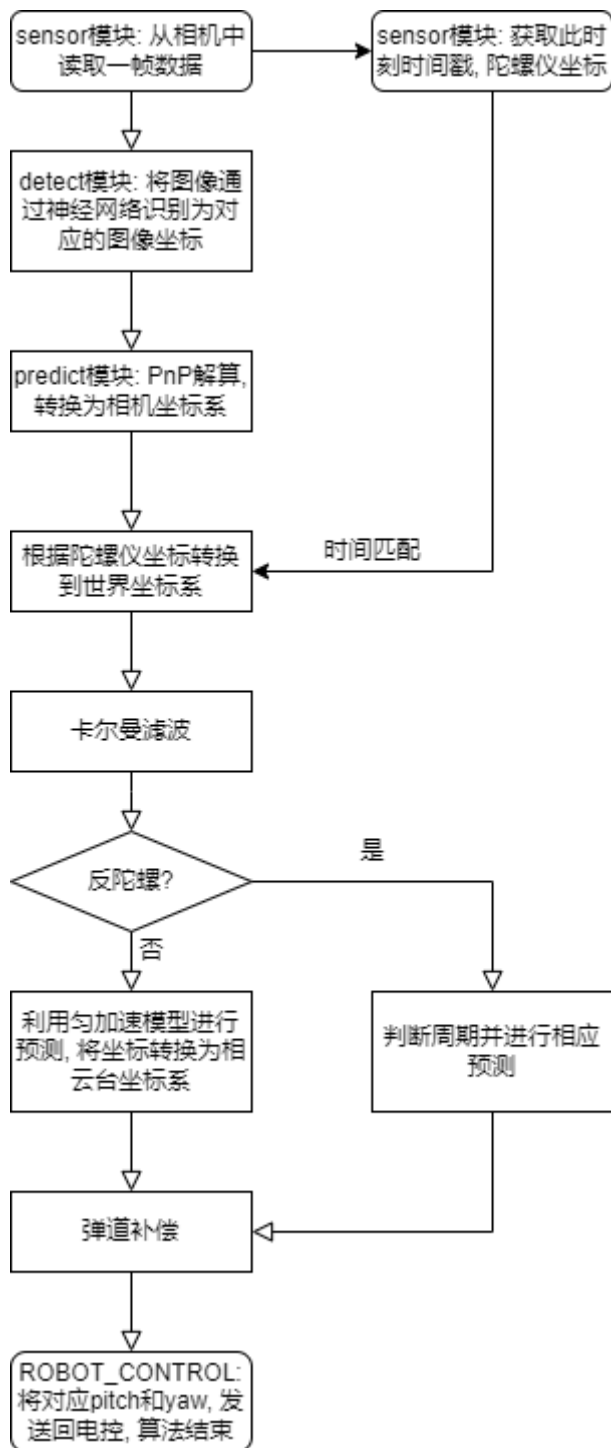 sensor模块: 从相机中
读取一帧数据
sensor模块: 获取此时
刻时间戳, 陀螺仪坐标
detect模块: 将图像通
过神经网络识别为对
应的图像坐标
predict模块: PnP解算,
转换为相机坐标系
根据陀螺仪坐标转换
到世界坐标系
时间匹配
卡尔曼滤波
反陀螺?
是
否
利用匀加速模型进行
预测, 将坐标转换为相
云台坐标系
判断周期并进行相应
预测
弹道补偿
ROBOT_CONTROL:
将对应pitch和yaw, 发
送回电控, 算法结束